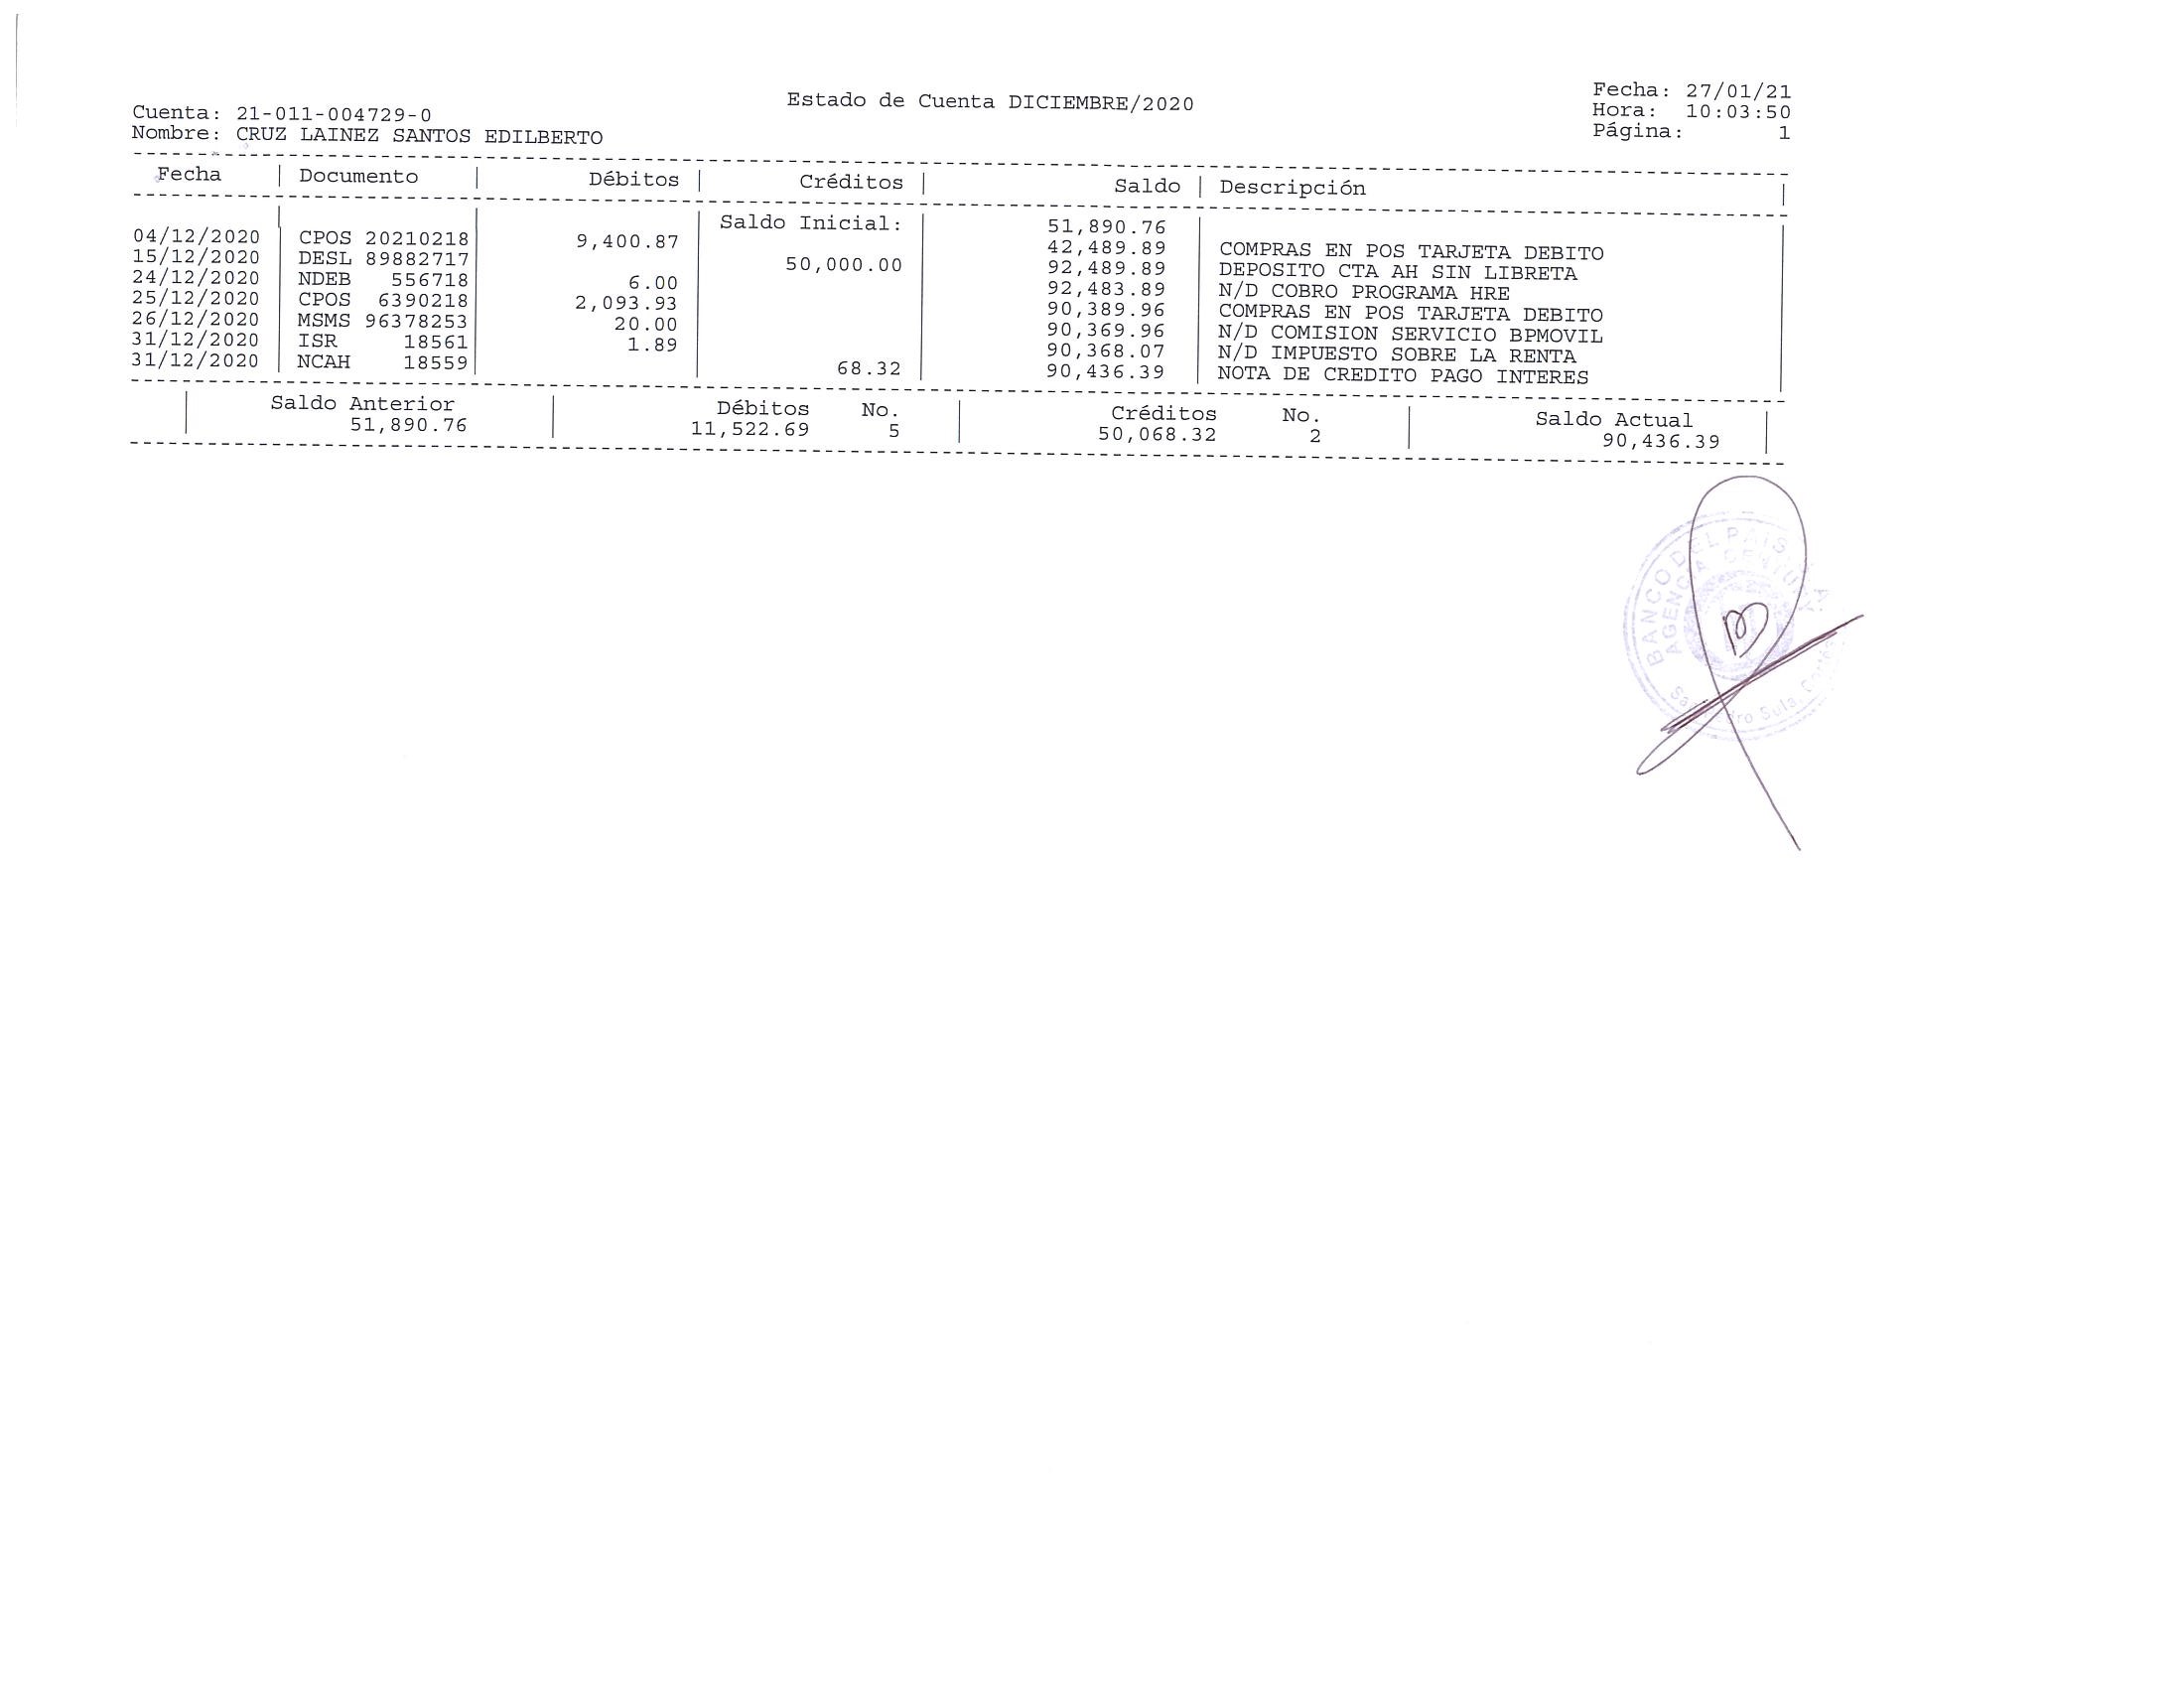 Estado de Cuenta DICIEMBRE/2020
Fecha: 27/01/21
Hora: 10:03:50
Página: 1
Cuenta: 21-011-004729-0
Nombre: CRUZ LAINEZ SANTOS EDILBERTO
Fecha | Documento | Débitos | Créditos | Saldo | Descripción |
Saldo Inicial: 51,890.76
04/12/2020 CPOS 20210218 9,400.87 42,489.89 COMPRAS EN POS TARJETA DEBITO
15/12/2020 DESL 89882717 50,000.00 92,489.89 DEPOSITO CTA AH SIN LIBRETA
24/12/2020 NDEB 556718 6.00 92,483.89 N/D COBRO PROGRAMA HRE
25/12/2020 CPOS 6390218 2,093.93 90,389.96 COMPRAS EN POS TARJETA DEBITO
26/12/2020 MSMS 96378253 20.00 90,369.96 N/D COMISION SERVICIO BPMOVIL
31/12/2020 ISR 18561 1.89 90,368.07 N/D IMPUESTO SOBRE LA RENTA
31/12/2020 NCAH 18559 68.32 90,436.39 NOTA DE CREDITO PAGO INTERES
Saldo Anterior | Débitos No. | Créditos No. | Saldo Actual
51,890.76 | 11,522.69 5 | 50,068.32 2 | 90,436.39
BANCO DEL PAIS
AGENCIA
Sula,